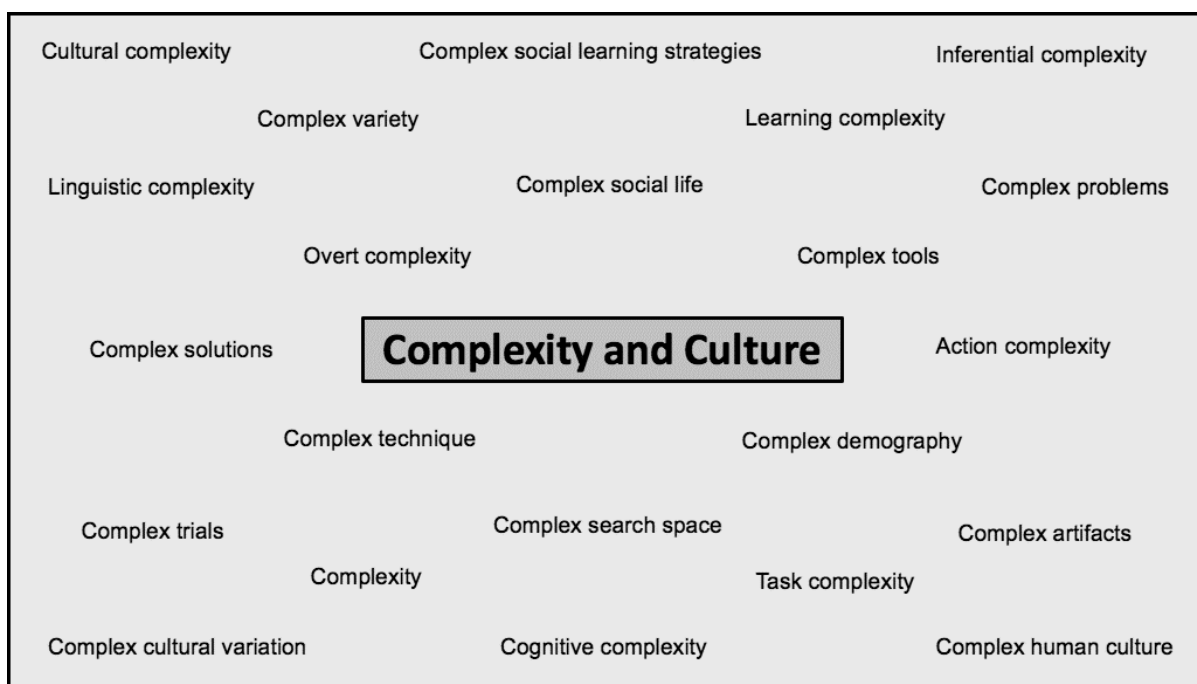 Cultural complexity
Complex social learning strategies
Inferential complexity
Complex variety
Learning complexity
Linguistic complexity
Complex social life
Complex problems
Overt complexity
Complex tools
Complex solutions
Complexity and Culture
Action complexity
Complex technique
Complex demography
Complex trials
Complex search space
Complex artifacts
Complexity
Task complexity
Complex cultural variation
Cognitive complexity
Complex human culture